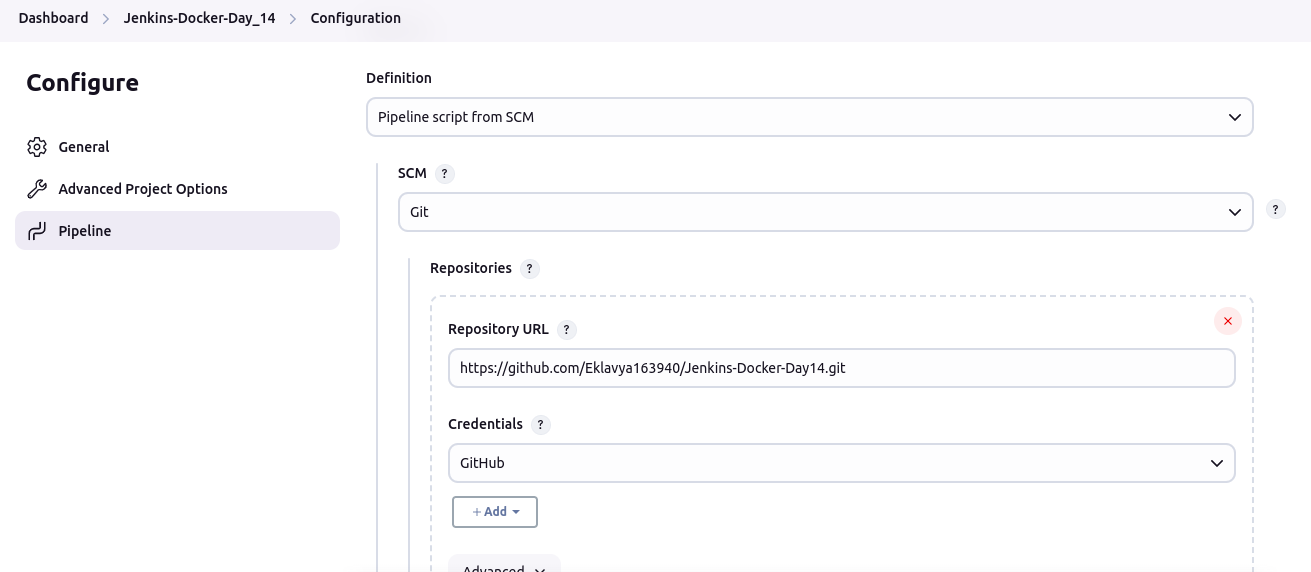 Dashboard > Jenkins-Docker-Day_14 > Configuration
Configure
General
Advanced Project Options
Pipeline
Definition
Pipeline script from SCM
SCM ?
Git
?
Repositories ?
Repository URL ?
https://github.com/Eklavya163940/Jenkins-Docker-Day14.git
Credentials ?
GitHub
+ Add
Advanced